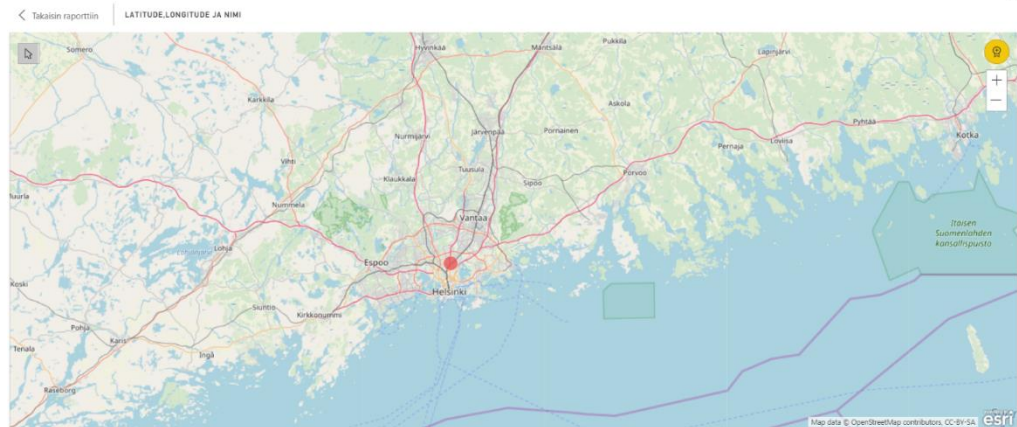 Takaisin raporttiin
LATITUDE,LONGITUDE JA NIMI
Somero
Hyvinkää
Mäntsälä
Pukkila
Lapinjärvi
Karkkila
Askola
Nurmijärvi
Järvenpää
Pornainen
Pernaja
Loviisa
Pyhtää
Kotka
Vihti
Klaukkala
Tuusula
Sipoo
Porvoo
Nummela
Vantaa
Itäisen
Suomenlahden
kansallispuisto
Lohja
Espoo
Helsinki
Siuntio
Kirkkonummi
Pohja
Karis
Ingå
Tenala
Raseborg
Map data © OpenStreetMap contributors, CC-BY-SA
esri